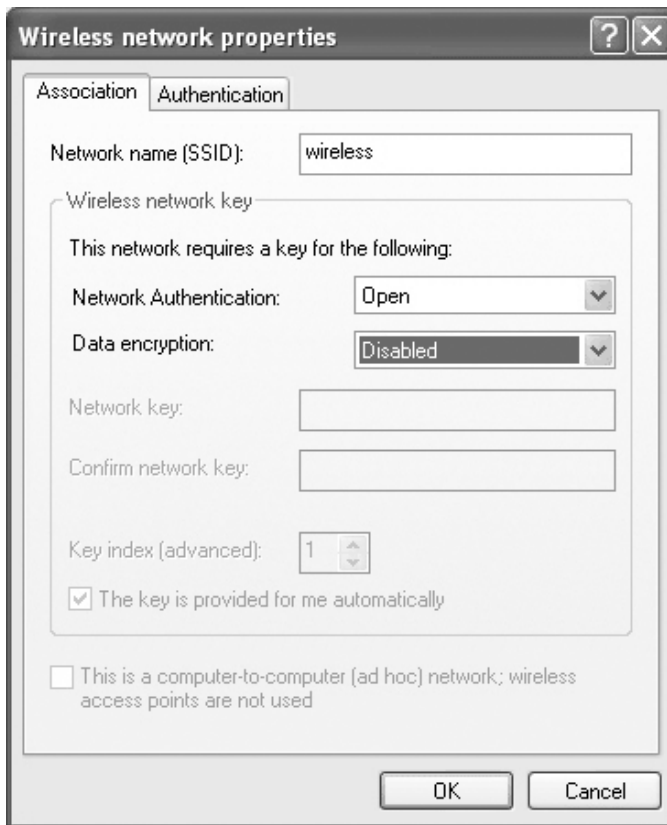 Wireless network properties
Association Authentication
Network name (SSID): wireless
Wireless network key
This network requires a key for the following:
Network Authentication: Open
Data encryption: Disabled
Network key:
Confirm network key:
Key index (advanced): 1
The key is provided for me automatically
This is a computer-to-computer (ad hoc) network; wireless
access points are not used
OK Cancel